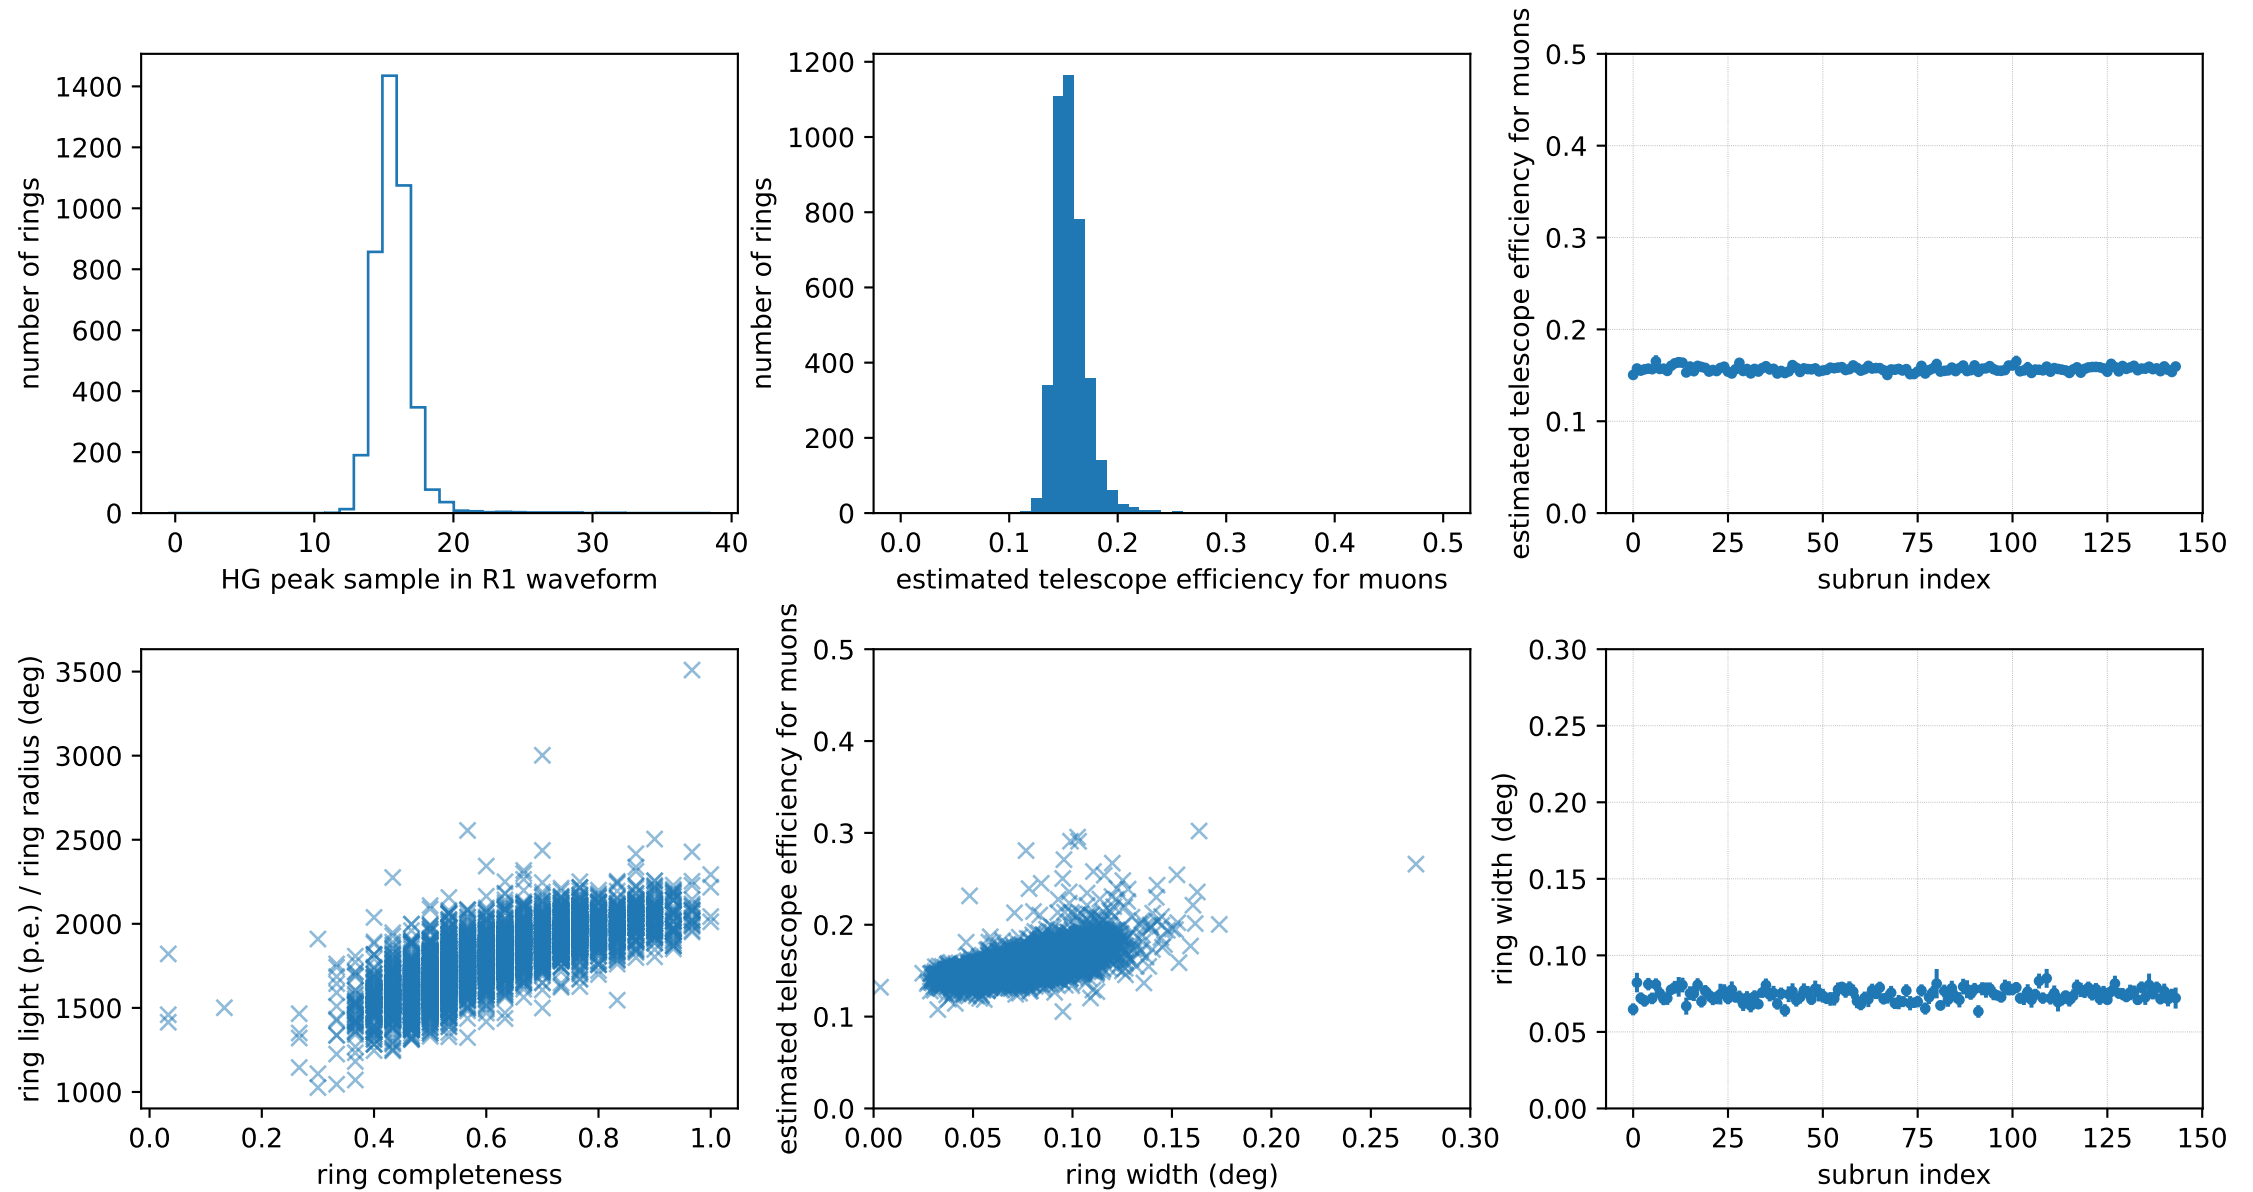 number of rings
1400
1200
1000
800
600
400
200
0
0 10 20 30 40
HG peak sample in R1 waveform
number of rings
1200
1000
800
600
400
200
0
0.0 0.1 0.2 0.3 0.4 0.5
estimated telescope efficiency for muons
estimated telescope efficiency for muons
0.5
0.4
0.3
0.2
0.1
0.0
0 25 50 75 100 125 150
subrun index
ring light (p.e.) / ring radius (deg)
3500
3000
2500
2000
1500
1000
0.0 0.2 0.4 0.6 0.8 1.0
ring completeness
estimated telescope efficiency for muons
0.5
0.4
0.3
0.2
0.1
0.0
0.00 0.05 0.10 0.15 0.20 0.25 0.30
ring width (deg)
ring width (deg)
0.30
0.25
0.20
0.15
0.10
0.05
0.00
0 25 50 75 100 125 150
subrun index